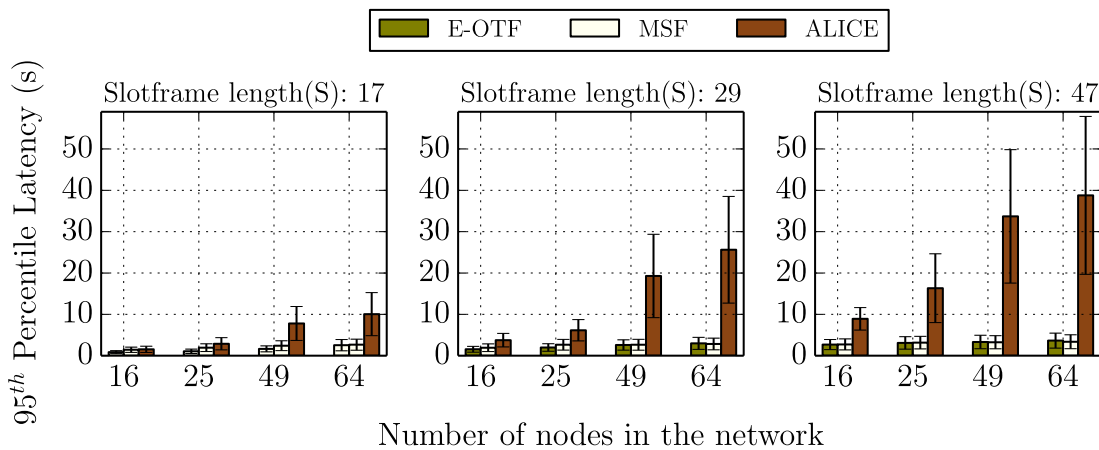 E-OTF MSF ALICE
Slotframe length(S): 17 Slotframe length(S): 29 Slotframe length(S): 47
95th Percentile Latency (s)
50 50 50
40 40 40
30 30 30
20 20 20
10 10 10
0 0 0
16 25 49 64 16 25 49 64 16 25 49 64
Number of nodes in the network